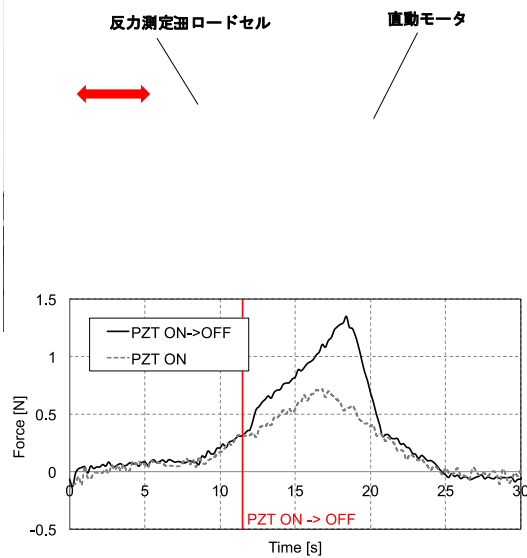 反力測定用ロードセル
直動モータ
1.5
1
0.5
0
-0.5
Force [N]
PZT ON->OFF
PZT ON
0
5
10
15
20
25
30
PZT ON -> OFF
Time [s]